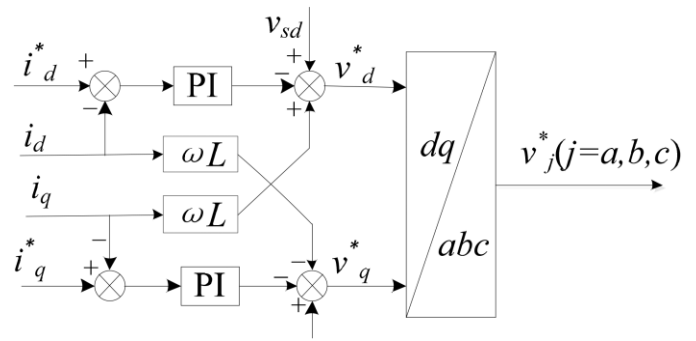 v_sd
i*_d + PI − + v*_d
− +
i_d ωL dq
v*_j(j=a,b,c)
i_q ωL
− abc
i*_q + PI − − v*_q
+